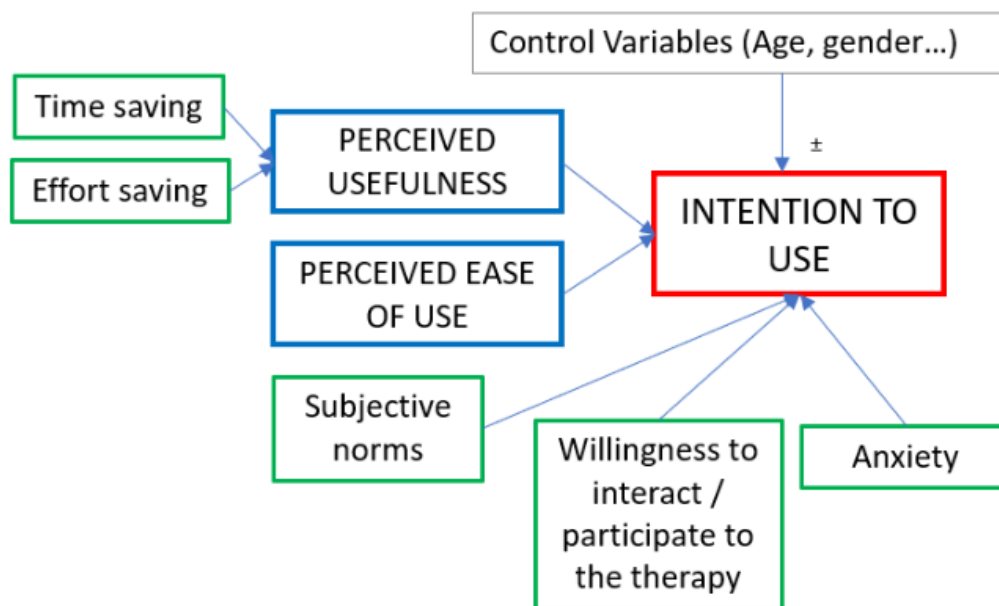 Control Variables (Age, gender…)
Time saving
Effort saving
PERCEIVED
USEFULNESS
±
INTENTION TO
USE
PERCEIVED EASE
OF USE
Subjective
norms
Willingness to
interact /
participate to
the therapy
Anxiety